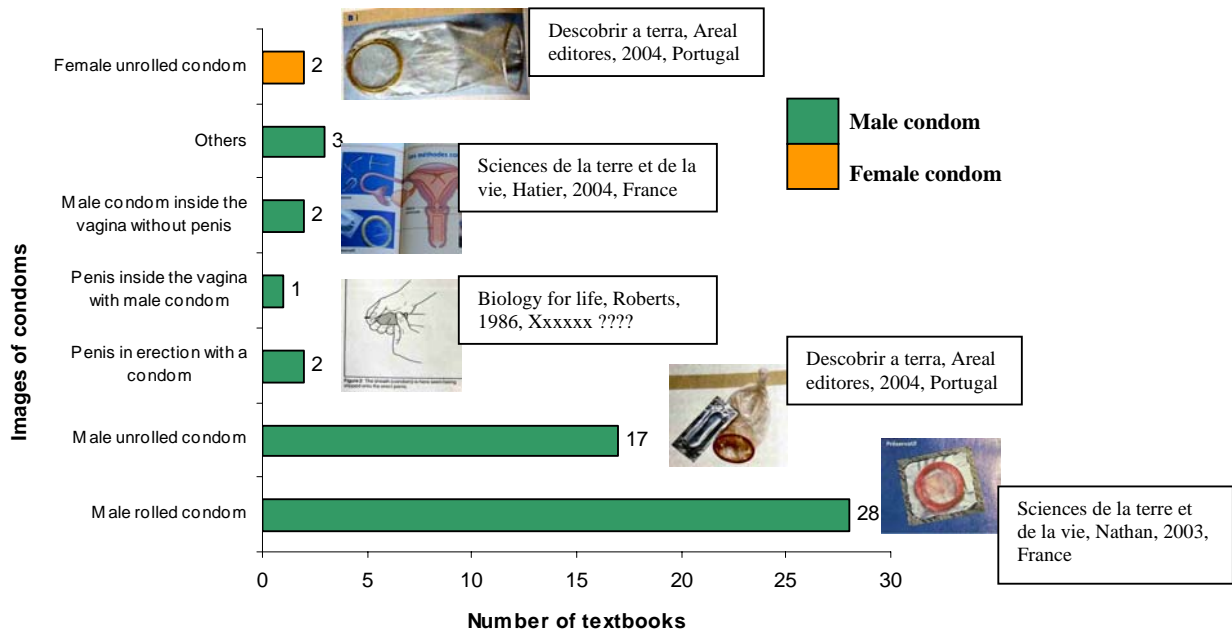 Female unrolled condom
2
Descobrir a terra, Areal
editores, 2004, Portugal
Male condom
Female condom
Others
3
Sciences de la terre et de la
vie, Hatier, 2004, France
Male condom inside the
vagina without penis
2
Penis inside the vagina
with male condom
1
Biology for life, Roberts,
1986, Xxxxxx ????
Penis in erection with a
condom
2
Descobrir a terra, Areal
editores, 2004, Portugal
Male unrolled condom
17
Préservatif
Male rolled condom
28
Sciences de la terre et
de la vie, Nathan, 2003,
France
0 5 10 15 20 25 30
Number of textbooks
Images of condoms